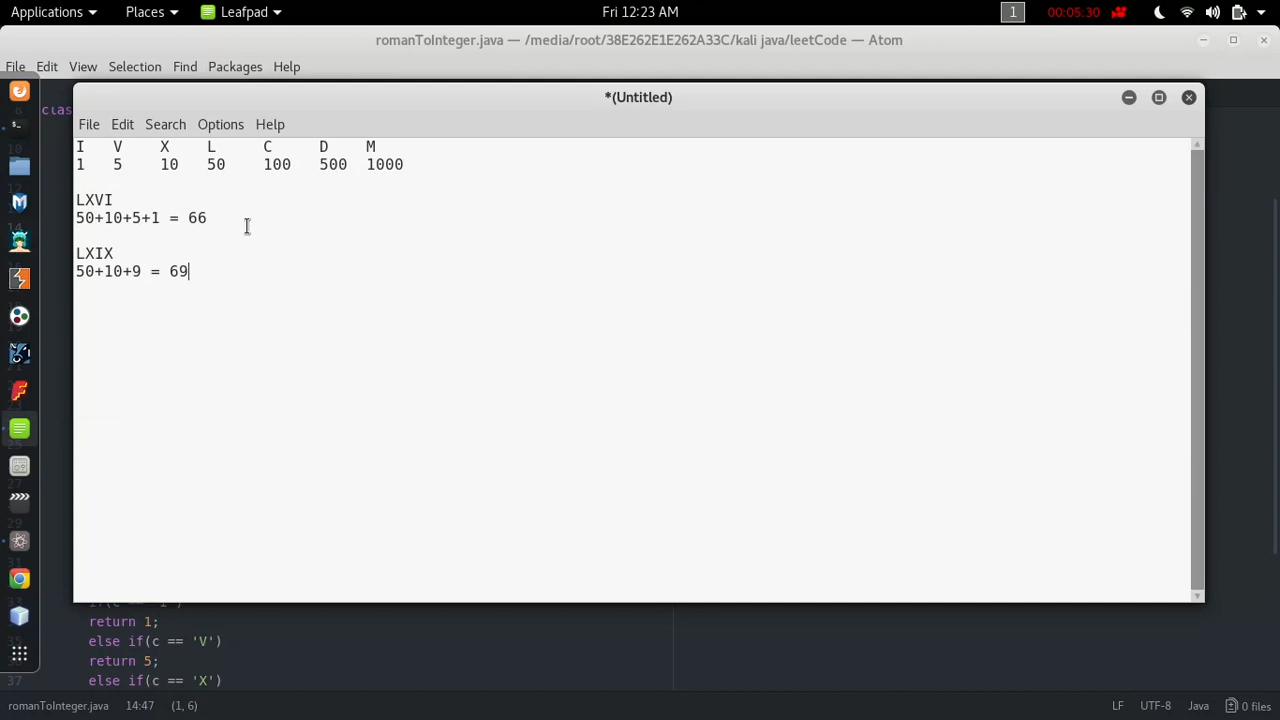 Applications Places Leafpad Fri 12:23 AM 1 00:05:30
romanToInteger.java — /media/root/38E262E1E262A33C/kali java/leetCode — Atom
File Edit View Selection Find Packages Help
*(Untitled)
File Edit Search Options Help
I V X L C D M
1 5 10 50 100 500 1000
LXVI
50+10+5+1 = 66
LXIX
50+10+9 = 69
return 1;
else if(c == 'V')
return 5;
37 else if(c == 'X')
romanToInteger.java 14:47 (1, 6) LF UTF-8 Java 0 files